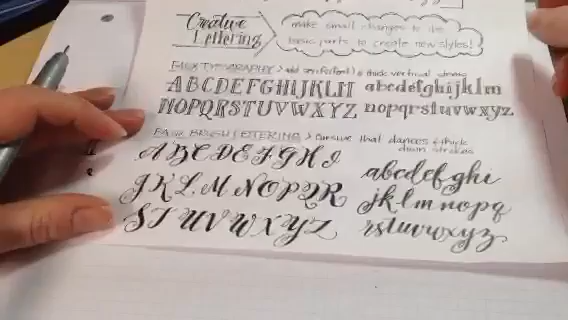 Creative
Lettering
make small changes to the
basic parts to create new styles!
FAUX TYPOGRAPHY > add serifs (feet) & thick vertical stems
ABCDEFGHIJKLM abcdefghijklm
NOPQRSTUVWXYZ nopqrstuvwxyz
FAUX BRUSH LETTERING > cursive that dances & thick
down strokes
ABCDEFGHI abcdefghi
JKLMNOPQR jklmnopq
STUVWXYZ rstuvwxyz